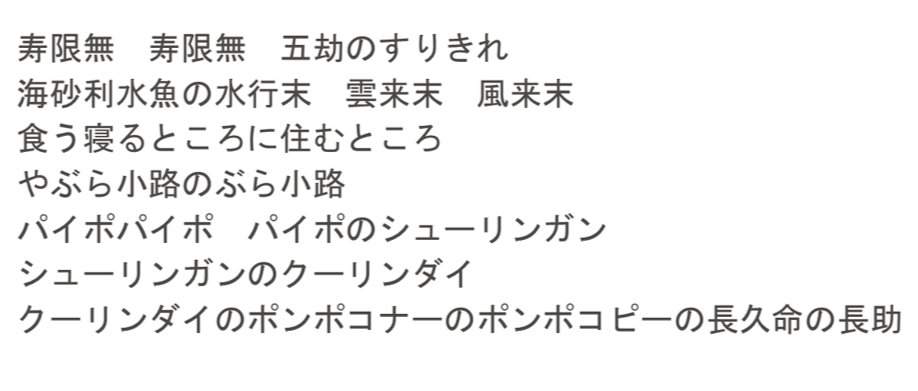 寿限無　寿限無　五劫のすりきれ
海砂利水魚の水行末　雲来末　風来末
食う寝るところに住むところ
やぶら小路のぶら小路
パイポパイポ　パイポのシューリンガン
シューリンガンのクーリンダイ
クーリンダイのポンポコナーのポンポコピーの長久命の長助